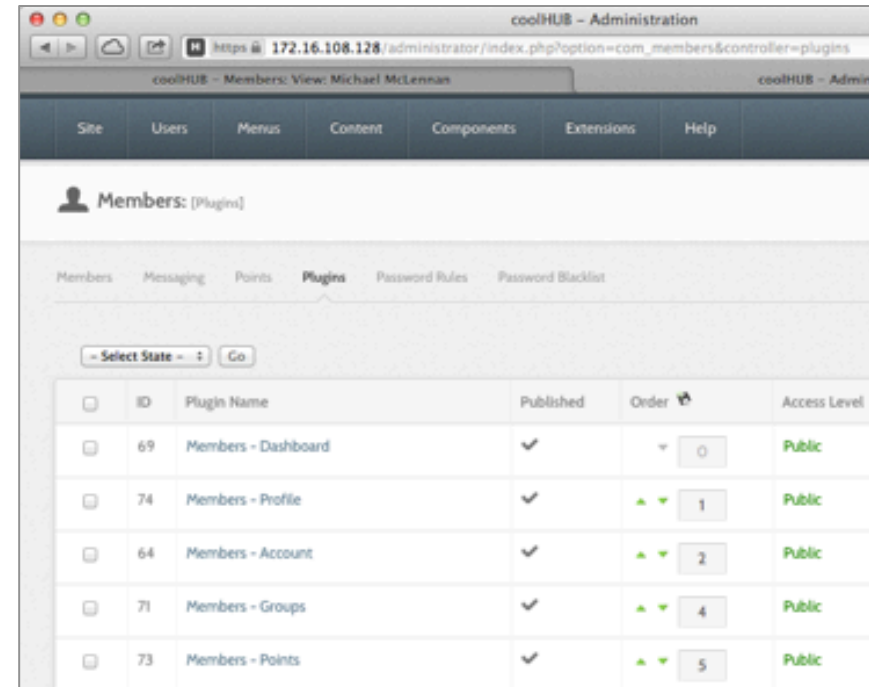 coolHUB – Administration
https 172.16.108.128/administrator/index.php?option=com_members&controller=plugins
coolHUB – Members: View: Michael McLennan coolHUB – Admin
Site Users Menus Content Components Extensions Help
Members: [Plugins]
Members Messaging Points Plugins Password Rules Password Blacklist
– Select State – Go
ID Plugin Name Published Order Access Level
69 Members - Dashboard 0 Public
74 Members - Profile 1 Public
64 Members - Account 2 Public
71 Members - Groups 4 Public
73 Members - Points 5 Public